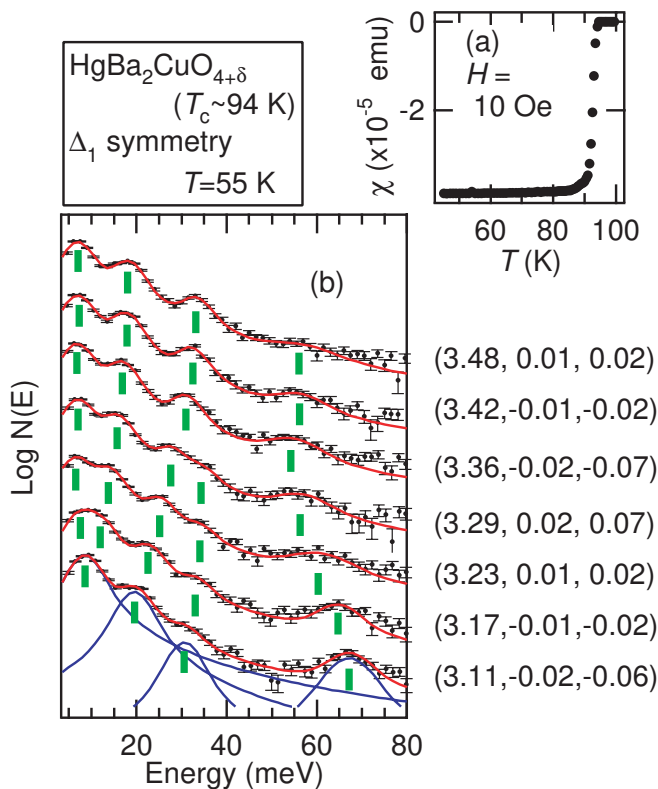 HgBa₂CuO₄₊δ
(Tc~94 K)
Δ₁ symmetry
T=55 K
χ (x10⁻⁵ emu)
0
-2
(a)
H =
10 Oe
60
80
100
T (K)
(b)
Log N(E)
(3.48, 0.01, 0.02)
(3.42,-0.01,-0.02)
(3.36,-0.02,-0.07)
(3.29, 0.02, 0.07)
(3.23, 0.01, 0.02)
(3.17,-0.01,-0.02)
(3.11,-0.02,-0.06)
20
40
60
80
Energy (meV)